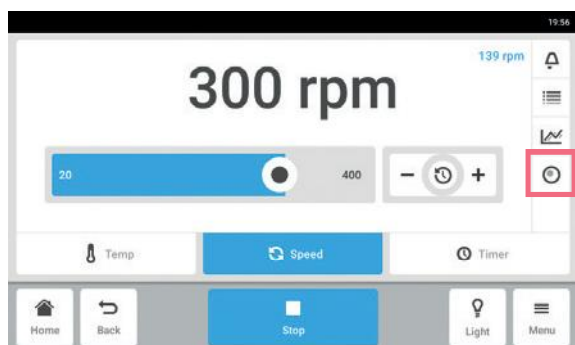 19:56
139 rpm
300 rpm
20
400
− +
Temp
Speed
Timer
Home
Back
Stop
Light
Menu